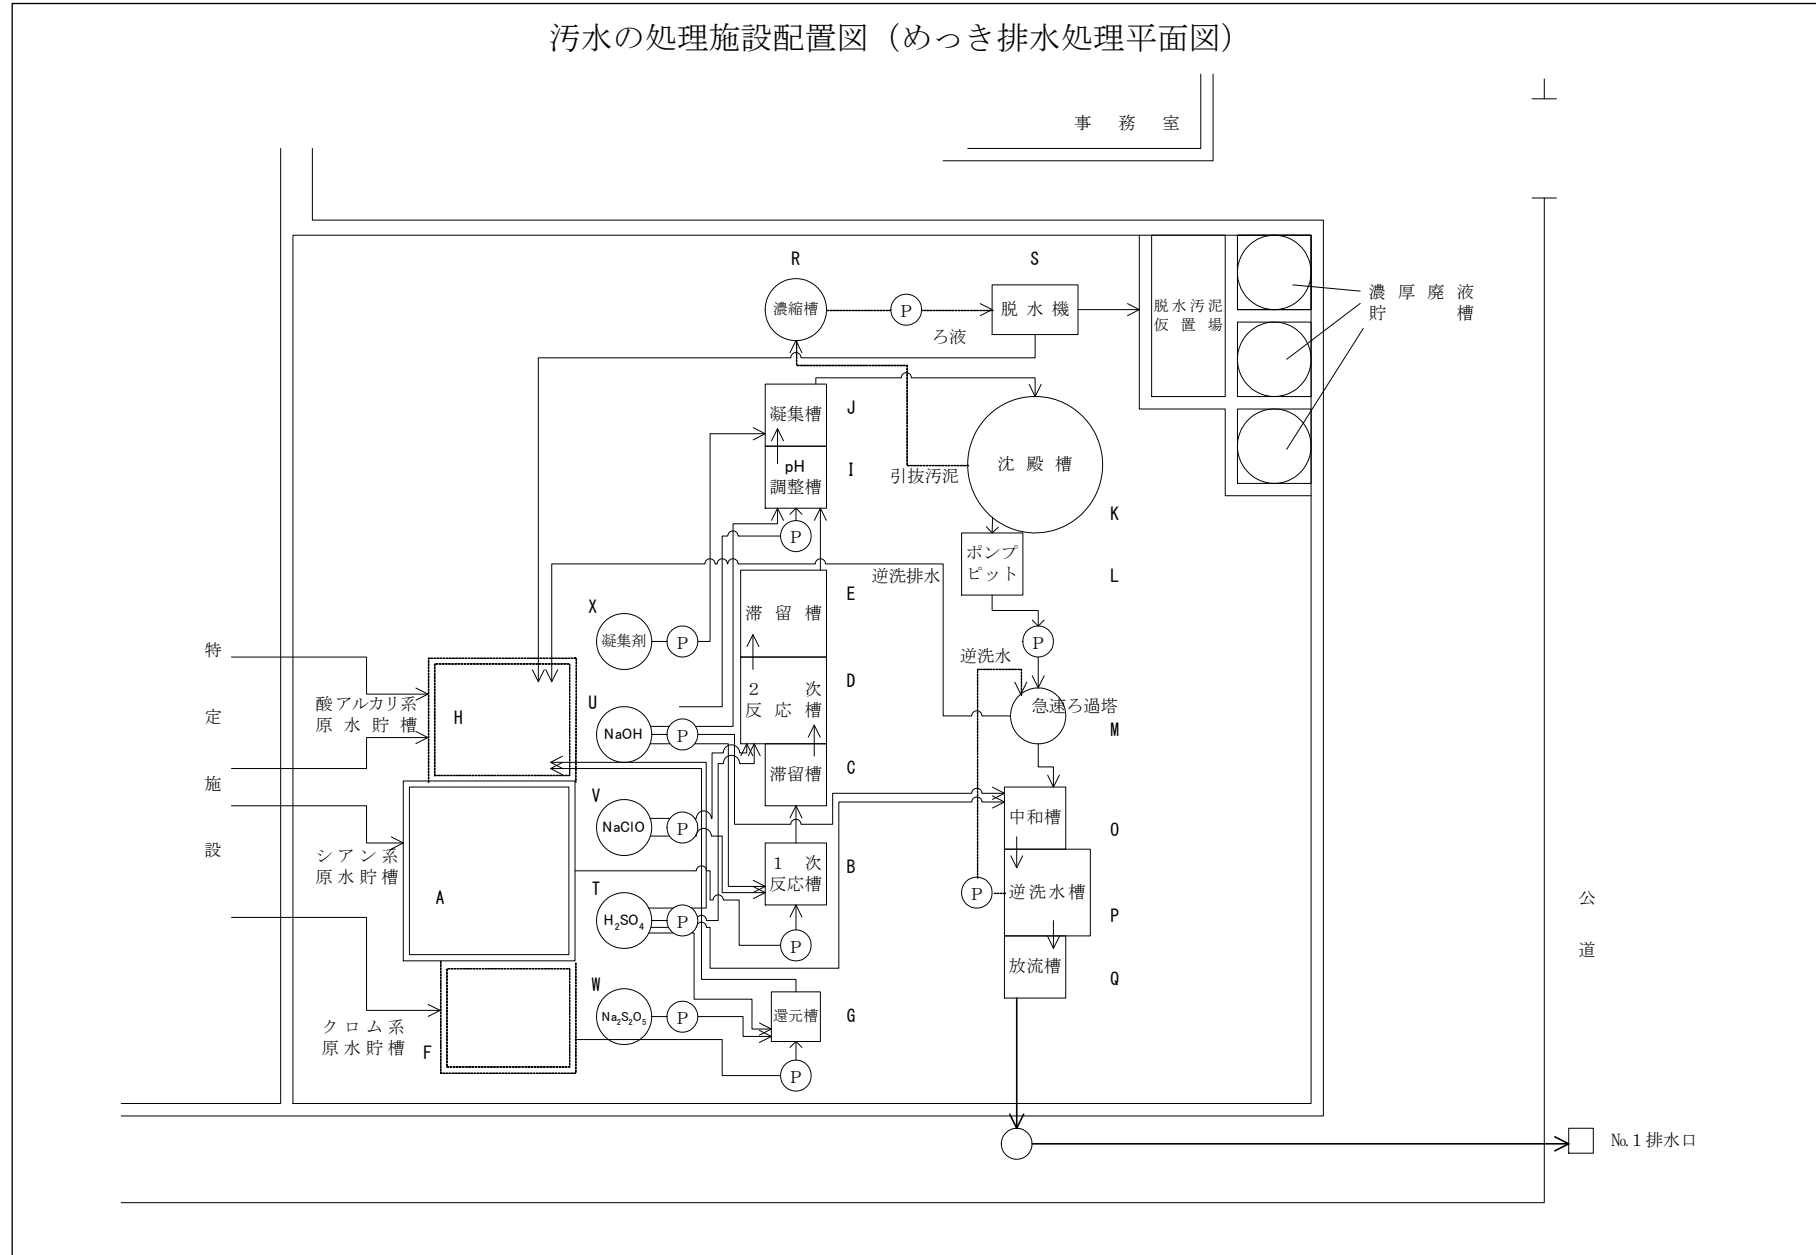 汚水の処理施設配置図（めっき排水処理平面図）
事務室
R
S
濃縮槽
P
脱水機
脱水汚泥
仮置場
濃厚廃液
貯槽
ろ液
凝集槽
J
pH
調整槽
I
引抜汚泥
沈殿槽
K
P
ポンプ
ピット
L
逆洗排水
X
凝集剤
P
滞留槽
E
P
逆洗水
特定施設
酸アルカリ系
原水貯槽
H
U
NaOH
P
2次
反応槽
D
急速ろ過塔
M
滞留槽
C
V
NaClO
P
中和槽
O
シアン系
原水貯槽
A
1次
反応槽
B
P
逆洗水槽
P
T
H₂SO₄
P
P
放流槽
Q
クロム系
原水貯槽
F
W
Na₂S₂O₅
P
還元槽
G
P
公道
№1排水口